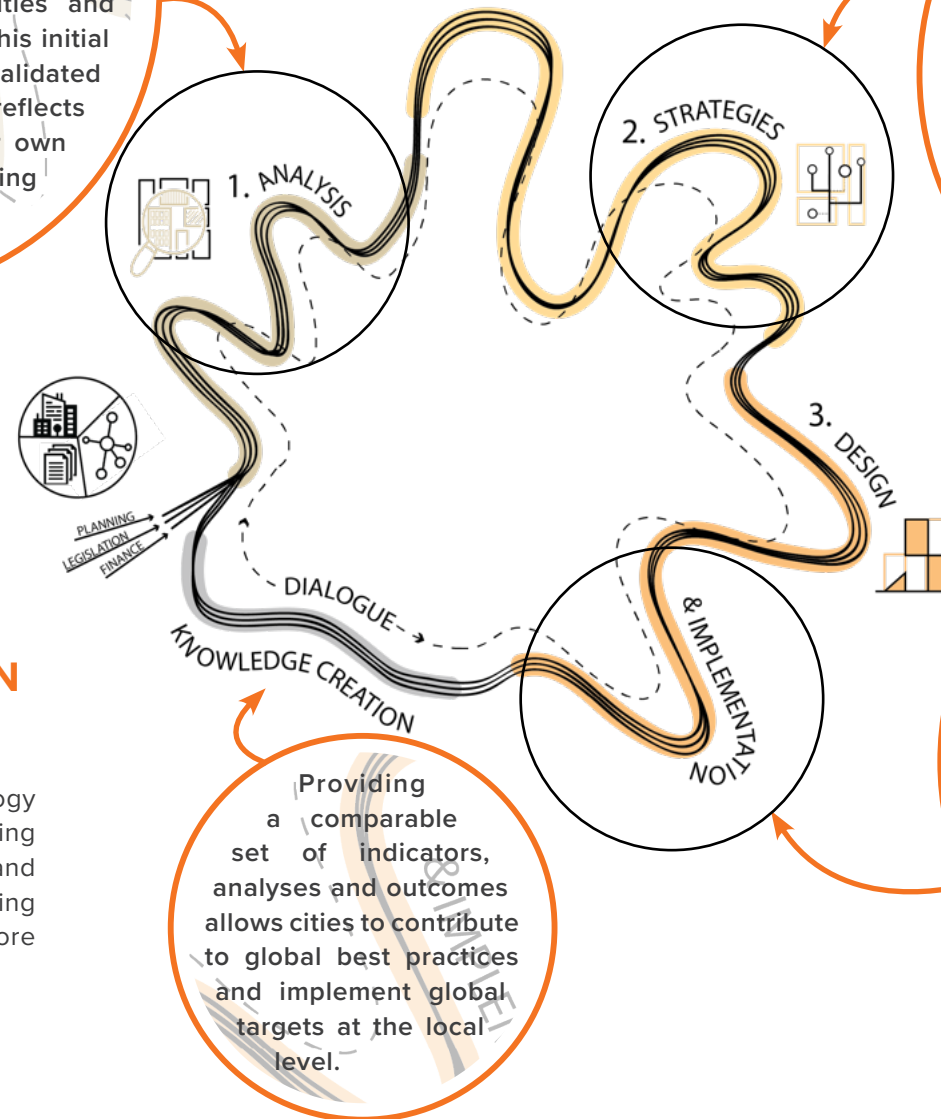 ities and
his initial
alidated
reflects
own
ing
1. ANALYSIS
2. STRATEGIES
3. DESIGN
& IMPLEMENTATION
PLANNING
LEGISLATION
FINANCE
DIALOGUE
KNOWLEDGE CREATION
N
ogy
ing
and
ing
ore
Providing
a comparable
set of indicators,
analyses and outcomes
allows cities to contribute
to global best practices
and implement global
targets at the local
level.
& IMPLE